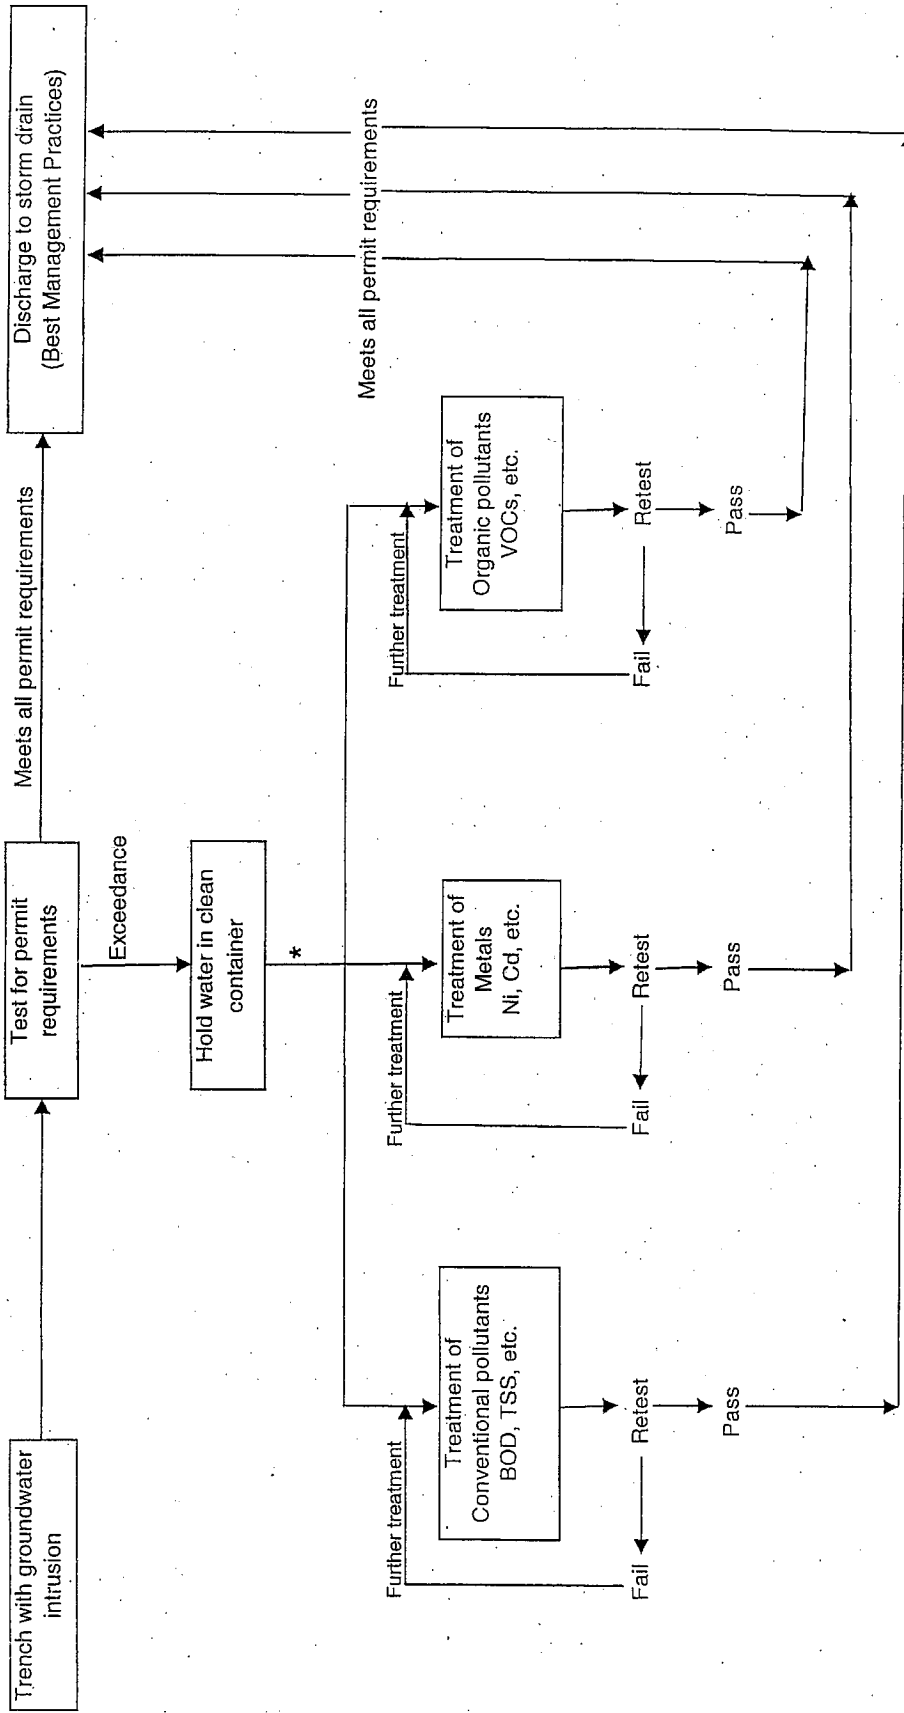 Trench with groundwater
intrusion
Test for permit
requirements
Meets all permit requirements
Discharge to storm drain
(Best Management Practices)
Exceedance
Hold water in clean
container
*
Meets all permit requirements
Further treatment
Further treatment
Further treatment
Treatment of
Conventional pollutants
BOD, TSS, etc.
Treatment of
Metals
Ni, Cd, etc.
Treatment of
Organic pollutants
VOCs, etc.
Fail
Retest
Fail
Retest
Fail
Retest
Pass
Pass
Pass